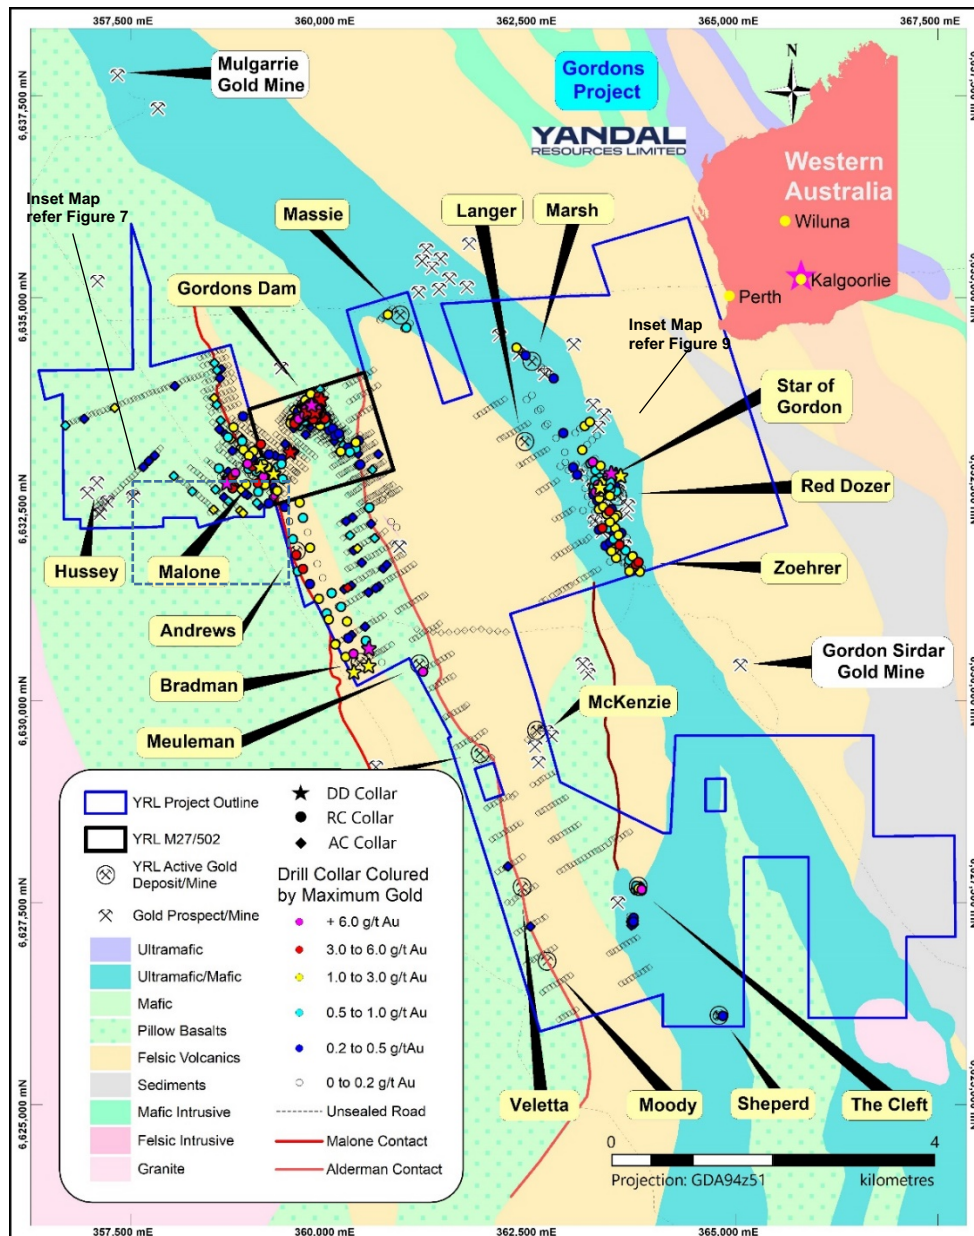 357,500 mE
360,000 mE
362,500 mE
365,000 mE
367,500 mE
6,637,500 mN
6,635,000 mN
6,632,500 mN
6,630,000 mN
6,627,500 mN
6,625,000 mN
Mulgarrie
Gold Mine
Gordons
Project
YANDAL
RESOURCES LIMITED
N
Western
Australia
Wiluna
Kalgoorlie
Perth
Inset Map
refer Figure 7
Massie
Langer
Marsh
Gordons Dam
Inset Map
refer Figure 9
Star of
Gordon
Red Dozer
Zoehrer
Hussey
Malone
Andrews
Bradman
Meuleman
McKenzie
Gordon Sirdar
Gold Mine
YRL Project Outline
YRL M27/502
YRL Active Gold
Deposit/Mine
Gold Prospect/Mine
Ultramafic
Ultramafic/Mafic
Mafic
Pillow Basalts
Felsic Volcanics
Sediments
Mafic Intrusive
Felsic Intrusive
Granite
DD Collar
RC Collar
AC Collar
Drill Collar Colured
by Maximum Gold
+ 6.0 g/t Au
3.0 to 6.0 g/t Au
1.0 to 3.0 g/t Au
0.5 to 1.0 g/t Au
0.2 to 0.5 g/tAu
0 to 0.2 g/t Au
Unsealed Road
Malone Contact
Alderman Contact
Veletta
Moody
Sheperd
The Cleft
0
4
Projection: GDA94z51
kilometres
357,500 mE
360,000 mE
362,500 mE
365,000 mE